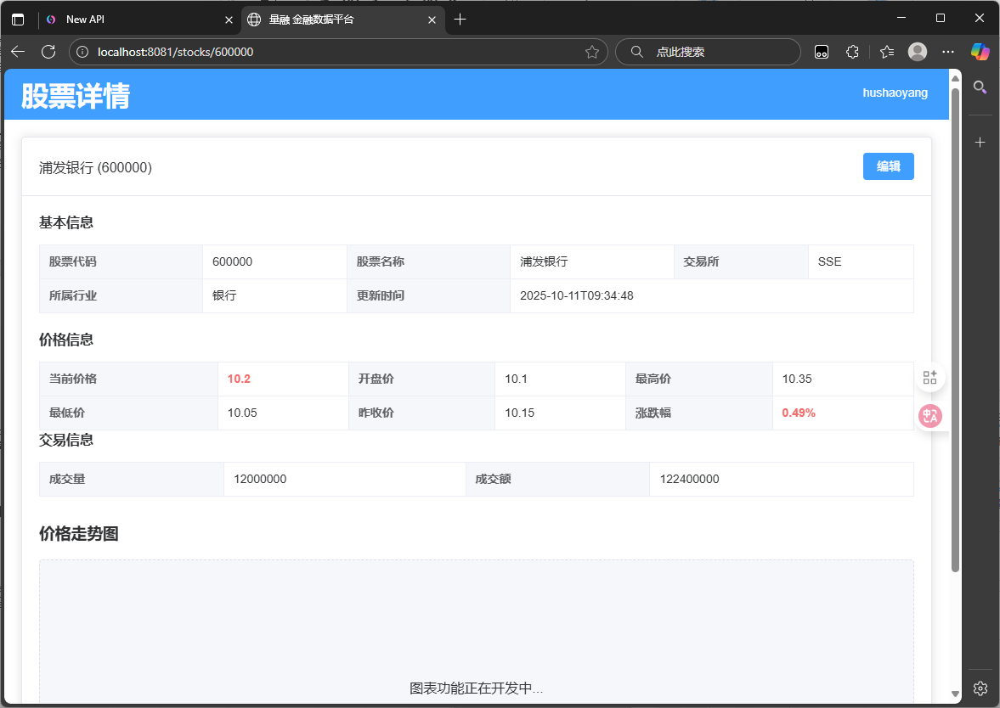 New API
量融 金融数据平台
localhost:8081/stocks/600000
点此搜索
股票详情
hushaoyang
浦发银行 (600000)
编辑
基本信息
股票代码 600000 股票名称 浦发银行 交易所 SSE
所属行业 银行 更新时间 2025-10-11T09:34:48
价格信息
当前价格 10.2 开盘价 10.1 最高价 10.35
最低价 10.05 昨收价 10.15 涨跌幅 0.49%
交易信息
成交量 12000000 成交额 122400000
价格走势图
图表功能正在开发中...